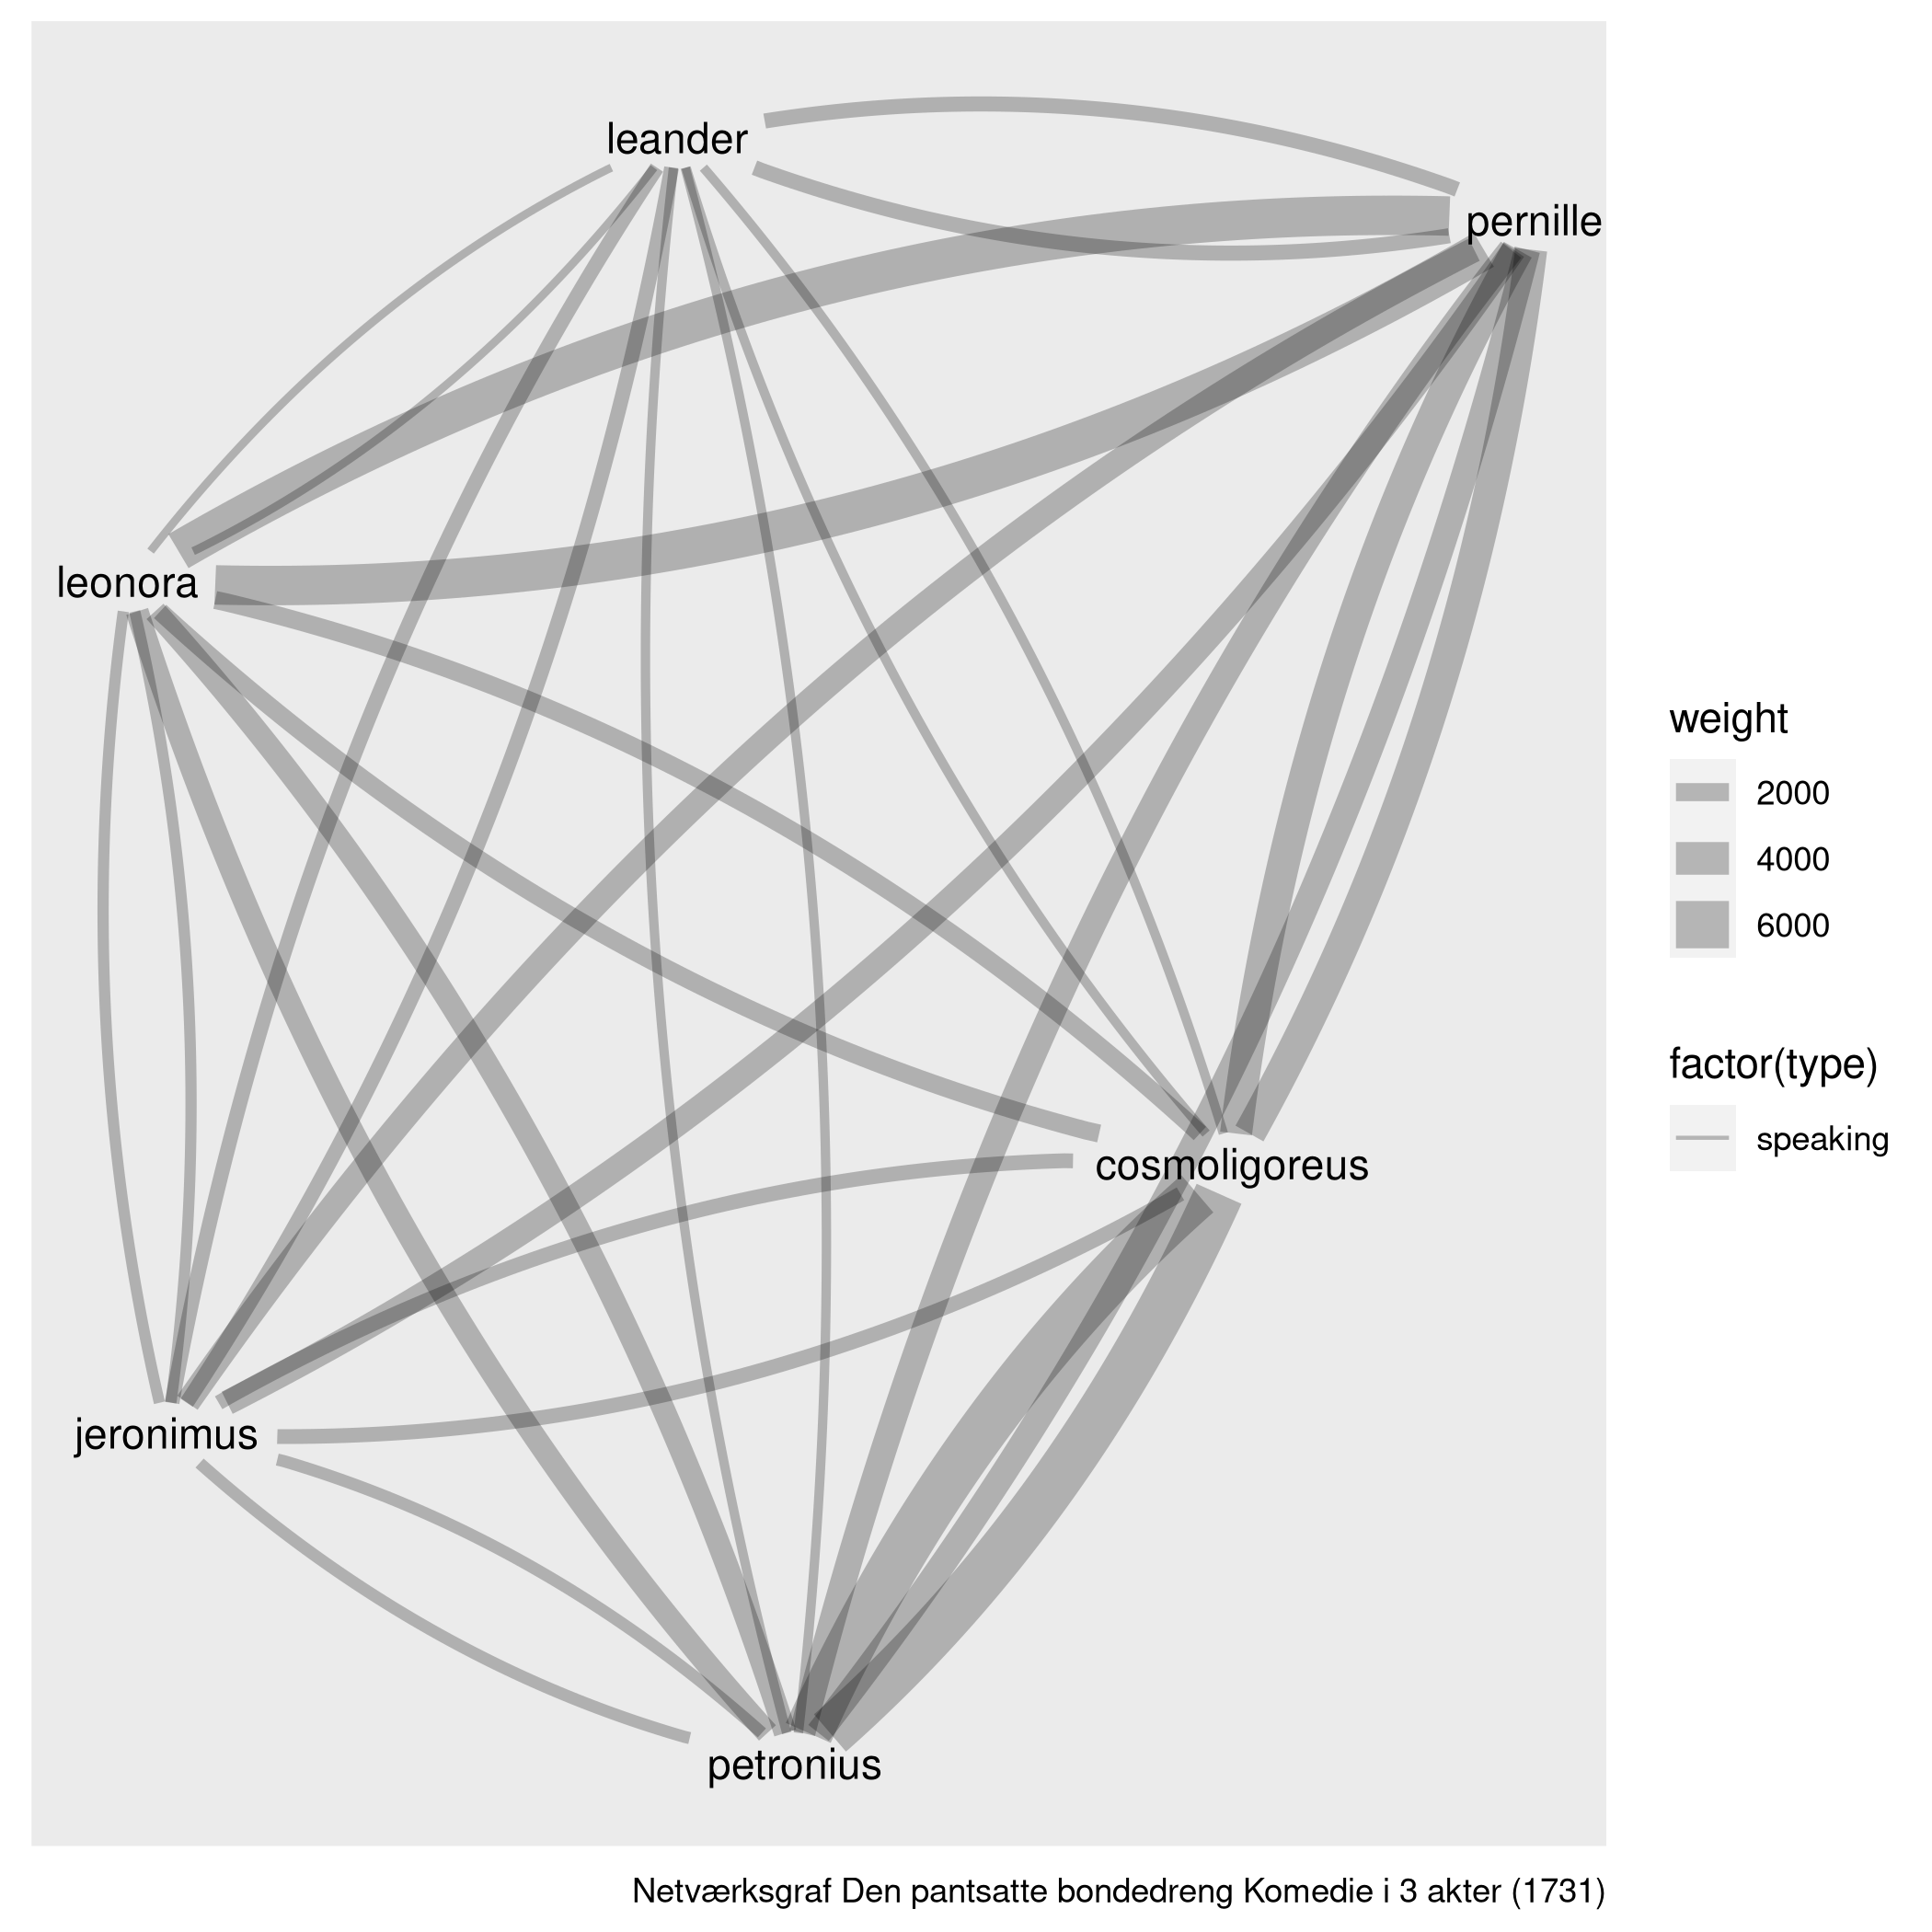 leander
pernille
leonora
cosmoligoreus
jeronimus
petronius
weight
2000
4000
6000
factor(type)
speaking
Netværksgraf Den pantsatte bondedreng Komedie i 3 akter (1731)